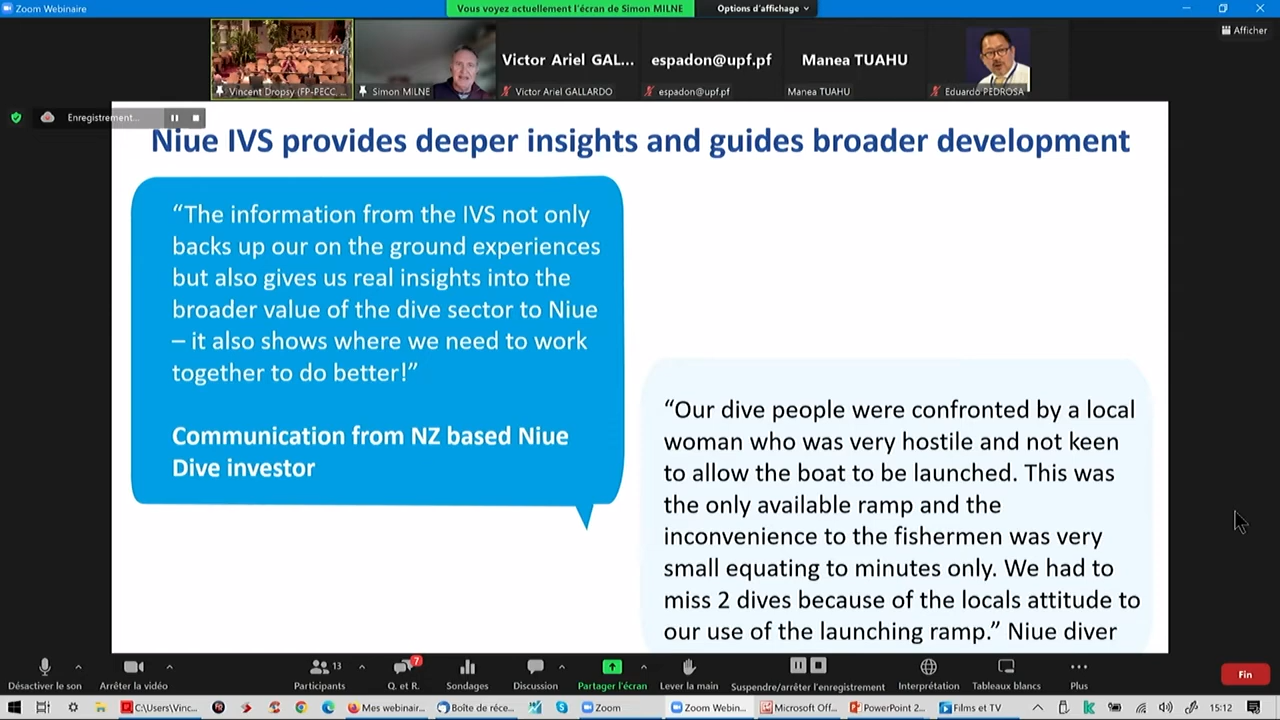 Zoom Webinaire
Vous voyez actuellement l'écran de Simon MILNE
Options d'affichage
Afficher
Victor Ariel GAL...
espadon@upf.pf
Manea TUAHU
Vincent Dropsy (FP-PECC, ...
Simon MILNE
Victor Ariel GALLARDO
espadon@upf.pf
Manea TUAHU
Eduardo PEDROSA
Enregistrement...
Niue IVS provides deeper insights and guides broader development
“The information from the IVS not only
backs up our on the ground experiences
but also gives us real insights into the
broader value of the dive sector to Niue
– it also shows where we need to work
together to do better!”
Communication from NZ based Niue
Dive investor
“Our dive people were confronted by a local
woman who was very hostile and not keen
to allow the boat to be launched. This was
the only available ramp and the
inconvenience to the fishermen was very
small equating to minutes only. We had to
miss 2 dives because of the locals attitude to
our use of the launching ramp.” Niue diver
13
7
Désactiver le son
Arrêter la vidéo
Participants
Q. et R.
Sondages
Discussion
Partager l'écran
Lever la main
Suspendre/arrêter l'enregistrement
Interprétation
Tableaux blancs
Plus
Fin
C:\Users\Vinc...
Mes webinar...
Boîte de réce...
Zoom
Zoom Webin...
Microsoft Off...
PowerPoint 2...
Films et TV
15:12